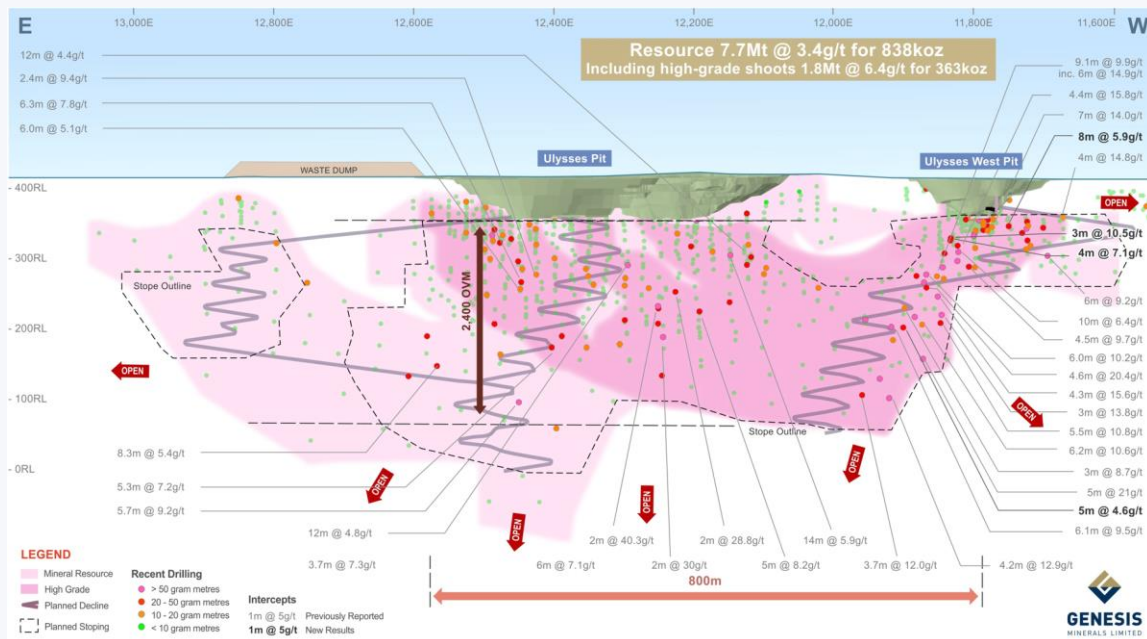 E
13,000E
12,800E
12,600E
12,400E
12,200E
12,000E
11,800E
11,600E
W
Resource 7.7Mt @ 3.4g/t for 838koz
Including high-grade shoots 1.8Mt @ 6.4g/t for 363koz
12m @ 4.4g/t
2.4m @ 9.4g/t
6.3m @ 7.8g/t
6.0m @ 5.1g/t
9.1m @ 9.9g/t
inc. 6m @ 14.9g/t
4.4m @ 15.8g/t
7m @ 14.0g/t
8m @ 5.9g/t
4m @ 14.8g/t
WASTE DUMP
Ulysses Pit
Ulysses West Pit
- 400RL
- 300RL
- 200RL
- 100RL
- 0RL
OPEN
3m @ 10.5g/t
4m @ 7.1g/t
6m @ 9.2g/t
10m @ 6.4g/t
4.5m @ 9.7g/t
6.0m @ 10.2g/t
4.6m @ 20.4g/t
4.3m @ 15.6g/t
3m @ 13.8g/t
5.5m @ 10.8g/t
6.2m @ 10.6g/t
3m @ 8.7g/t
5m @ 21g/t
5m @ 4.6g/t
6.1m @ 9.5g/t
Stope Outline
2,400 OVM
OPEN
OPEN
Stope Outline
8.3m @ 5.4g/t
5.3m @ 7.2g/t
5.7m @ 9.2g/t
OPEN
OPEN
OPEN
OPEN
12m @ 4.8g/t
2m @ 40.3g/t
2m @ 28.8g/t
14m @ 5.9g/t
3.7m @ 7.3g/t
6m @ 7.1g/t
2m @ 30g/t
5m @ 8.2g/t
3.7m @ 12.0g/t
4.2m @ 12.9g/t
800m
LEGEND
Mineral Resource
High Grade
Planned Decline
Planned Stoping
Recent Drilling
> 50 gram metres
20 - 50 gram metres
10 - 20 gram metres
< 10 gram metres
Intercepts
1m @ 5g/t Previously Reported
1m @ 5g/t New Results
GENESIS
MINERALS LIMITED